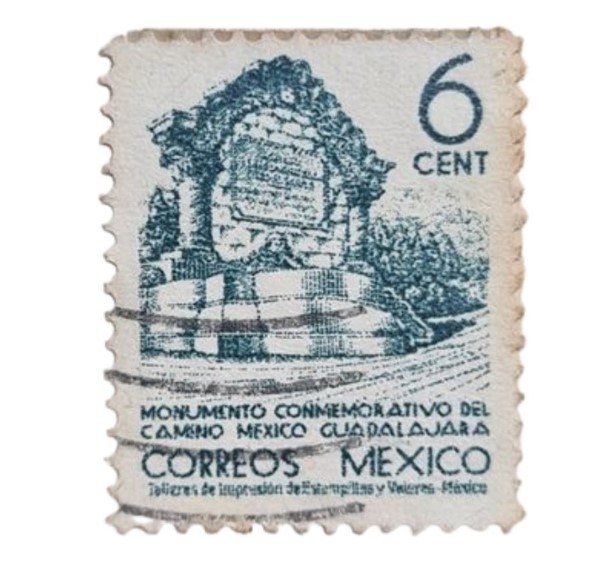 6
CENT
MONUMENTO CONMEMORATIVO DEL
CAMINO MEXICO GUADALAJARA
CORREOS MEXICO
Talleres de Impresión de Estampillas y Valores-México